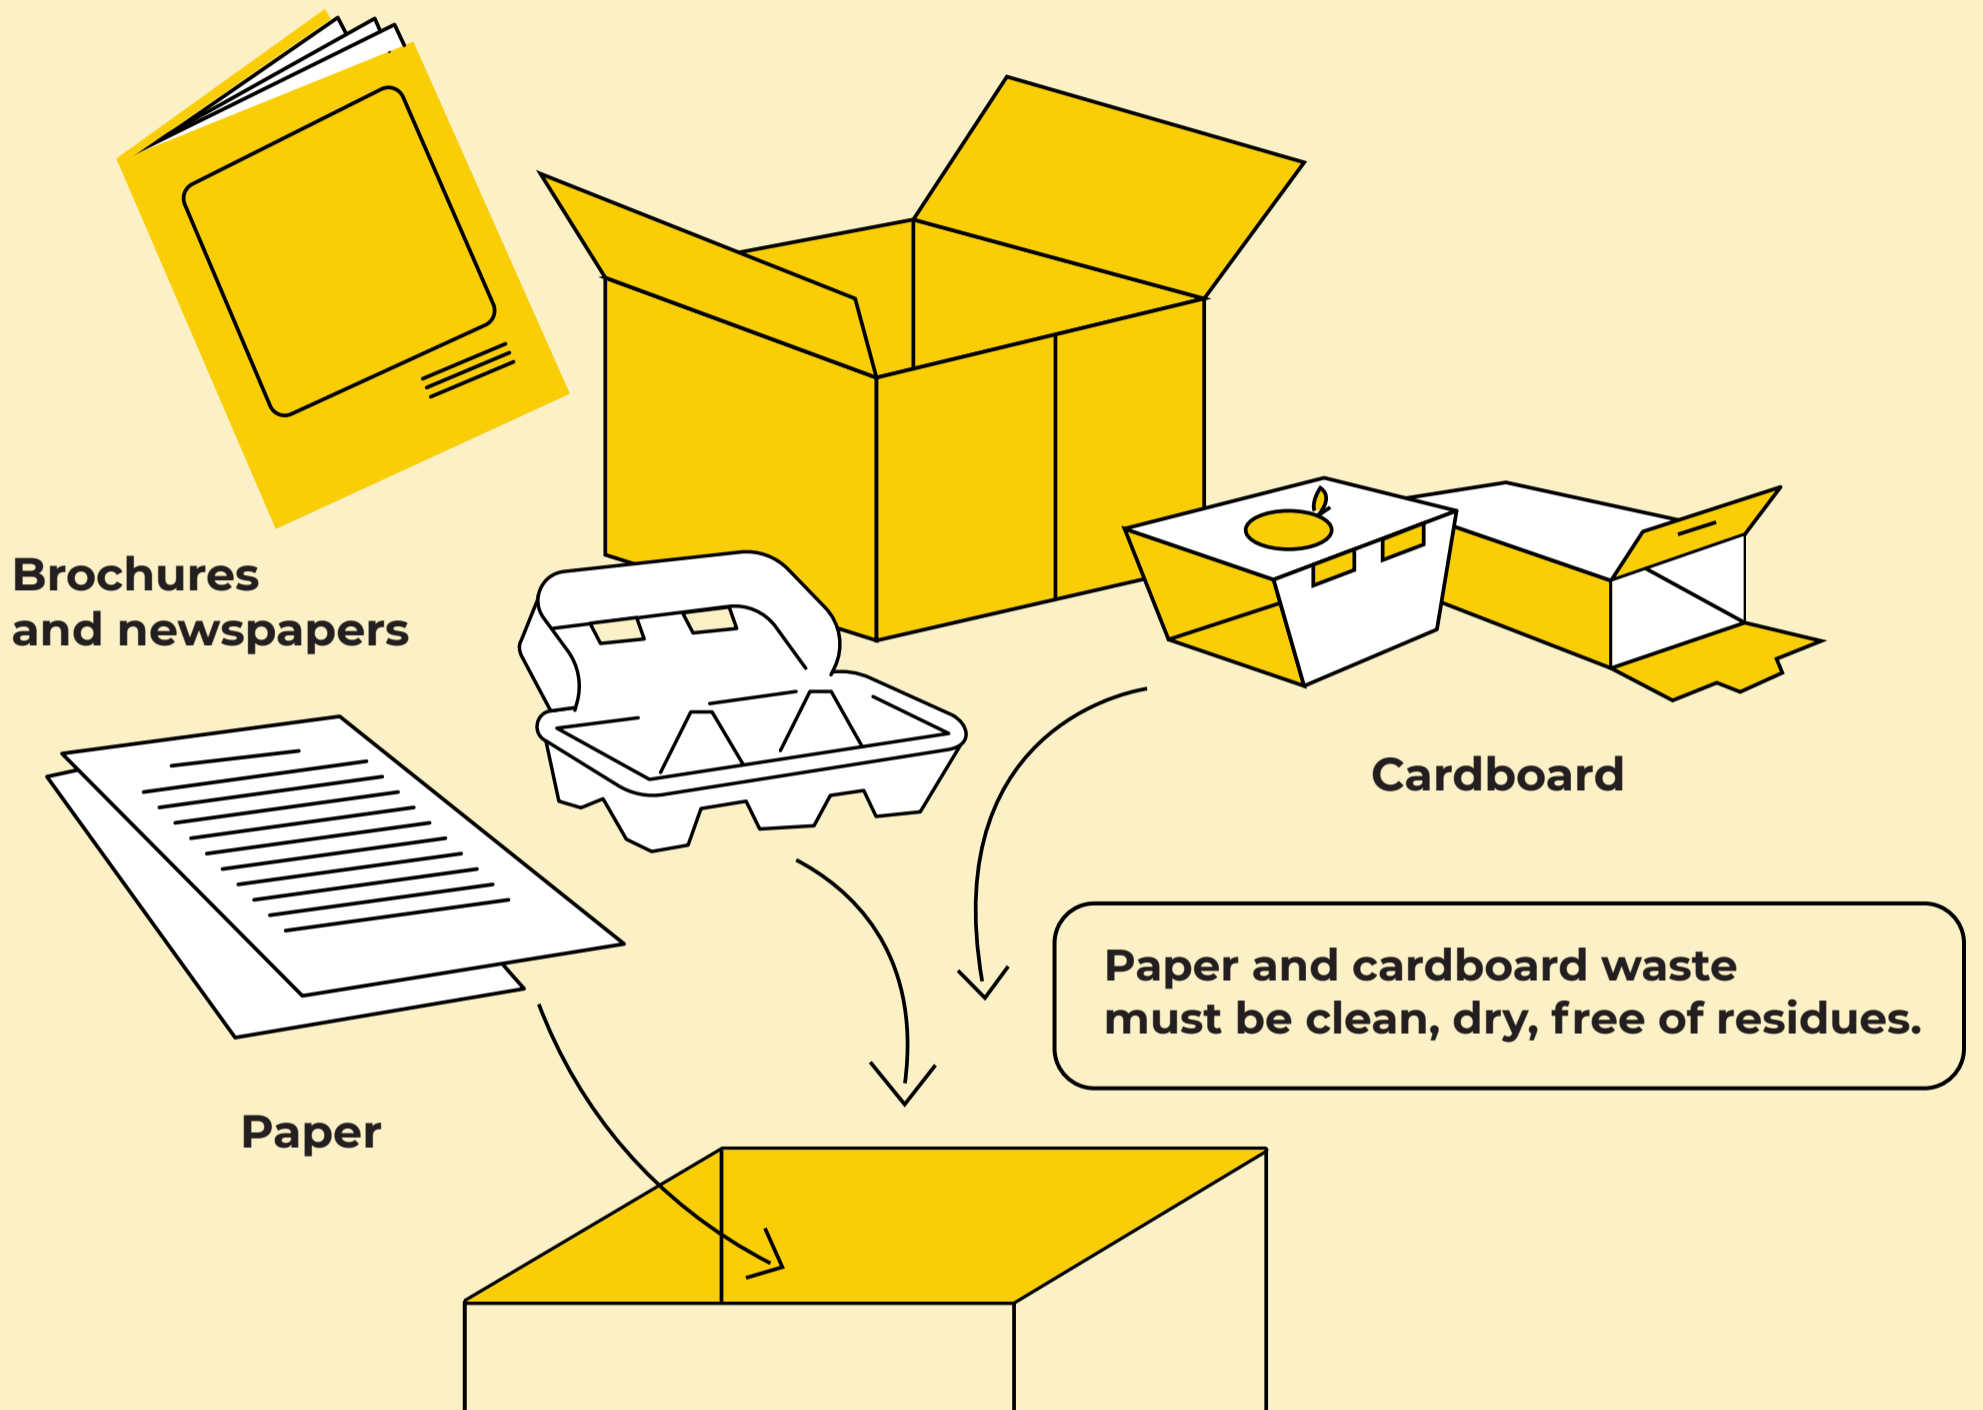 Brochures
and newspapers
Cardboard
Paper and cardboard waste
must be clean, dry, free of residues.
Paper